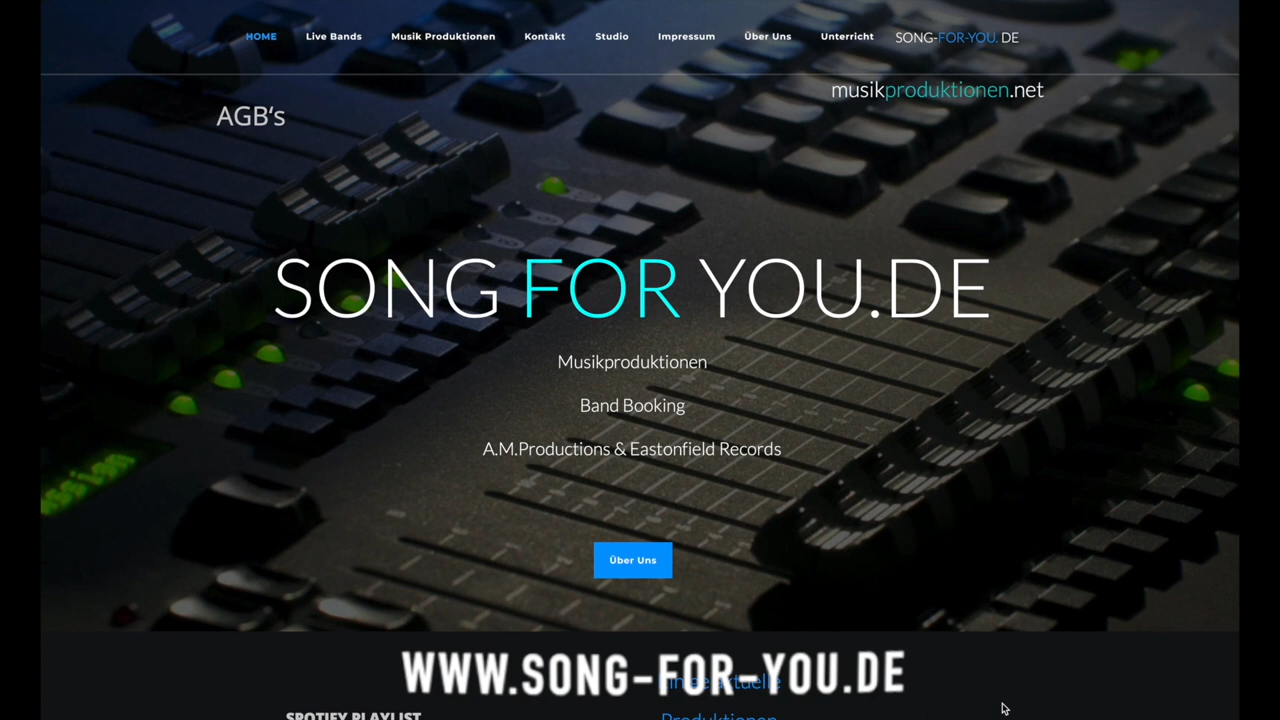 HOME Live Bands Musik Produktionen Kontakt Studio Impressum Über Uns Unterricht SONG-FOR-YOU. DE
musikproduktionen.net
AGB's
SONG FOR YOU.DE
Musikproduktionen
Band Booking
A.M.Productions & Eastonfield Records
Über Uns
WWW.SONG-FOR-YOU.DE
SPOTIFY PLAYLIST
Produktionen